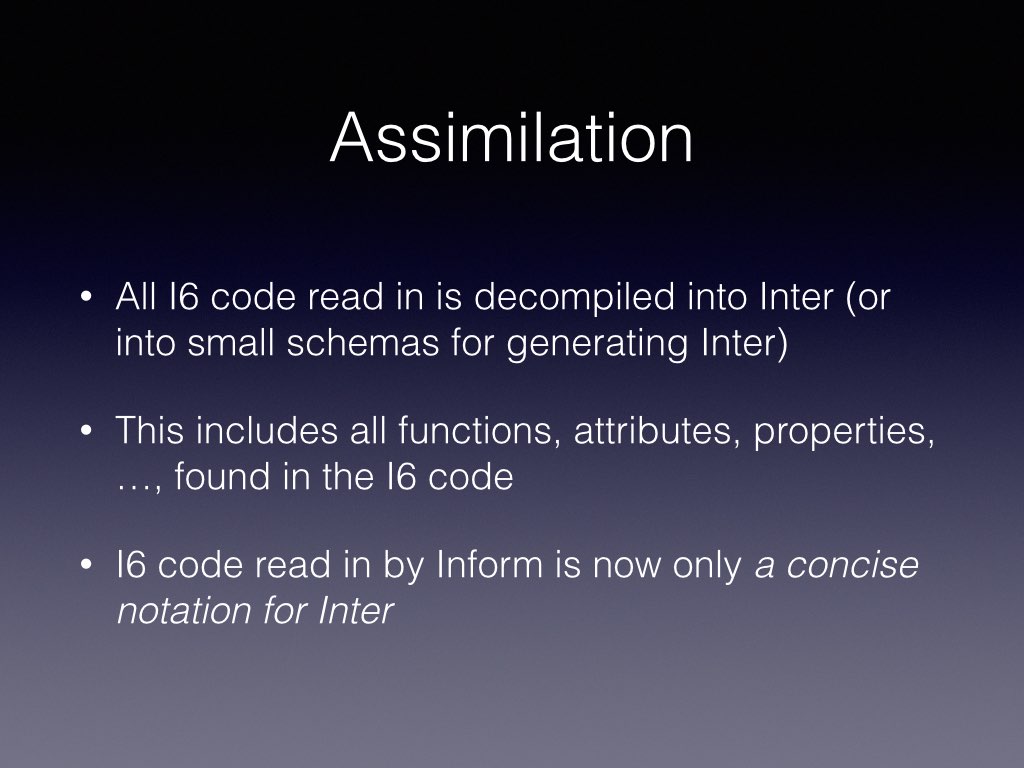 Assimilation
• All I6 code read in is decompiled into Inter (or
into small schemas for generating Inter)
• This includes all functions, attributes, properties,
…, found in the I6 code
• I6 code read in by Inform is now only a concise
notation for Inter